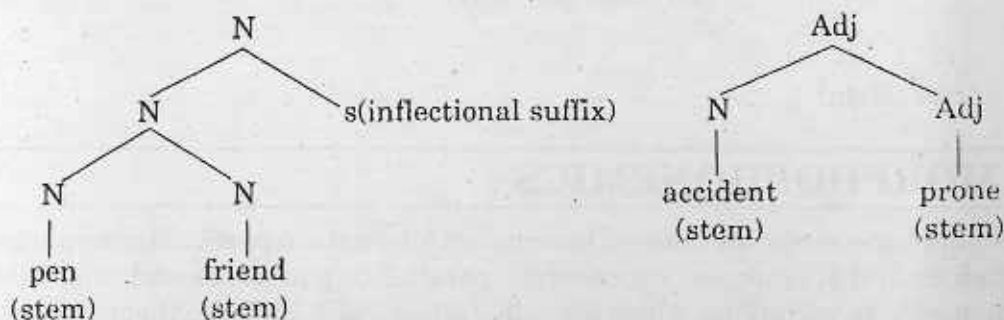 N Adj
N s(inflectional suffix) N Adj
N N accident prone
(stem) (stem)
pen friend
(stem) (stem)